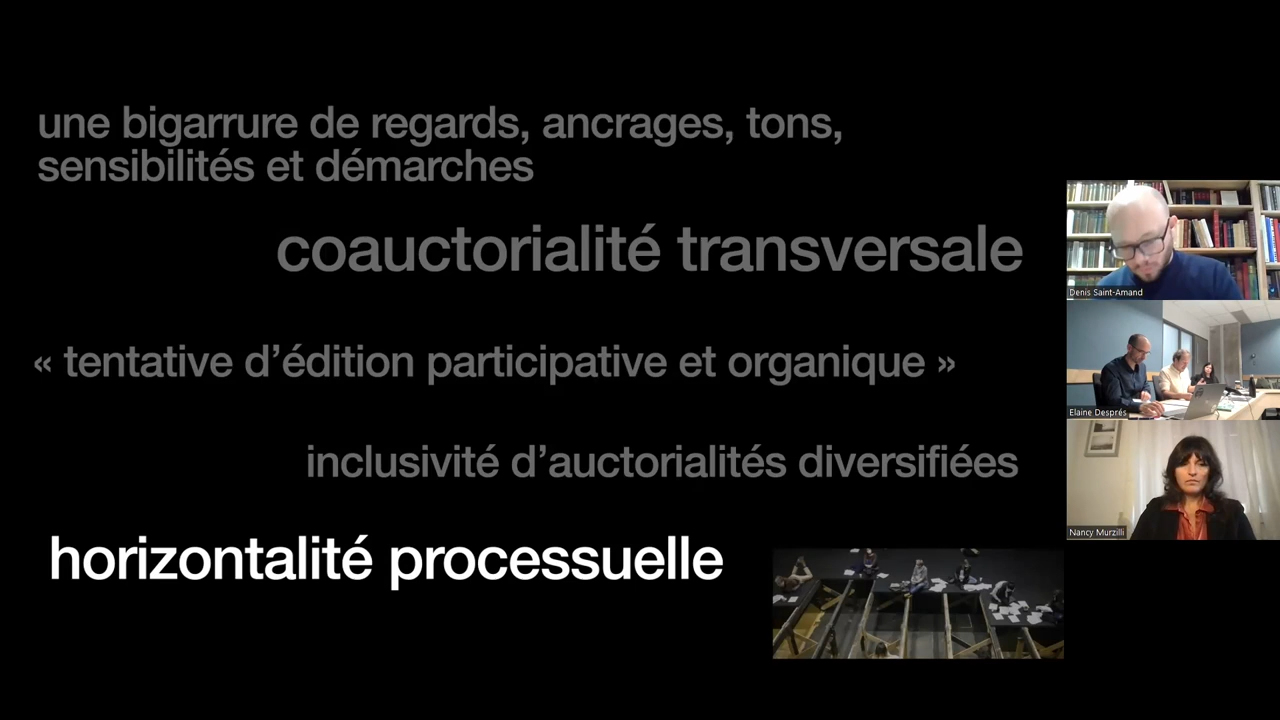 une bigarrure de regards, ancrages, tons,
sensibilités et démarches
coauctorialité transversale
« tentative d’édition participative et organique »
inclusivité d’auctorialités diversifiées
horizontalité processuelle
Denis Saint-Amand
Elaine Després
Nancy Murzilli